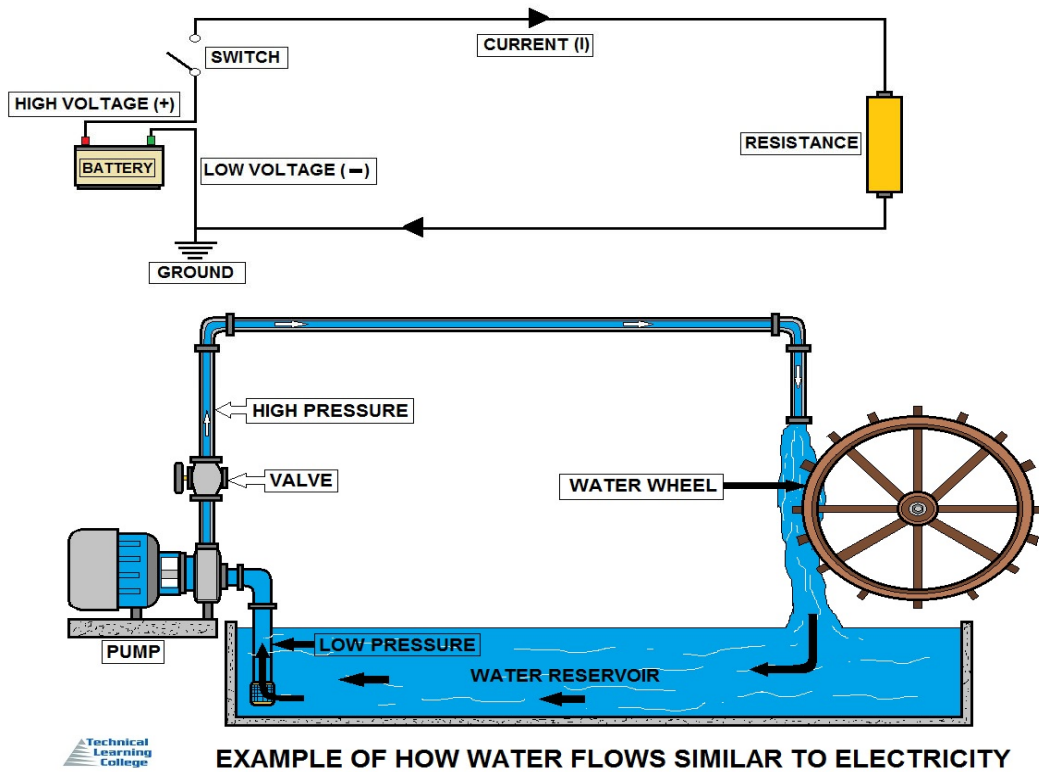 CURRENT (I)
SWITCH
HIGH VOLTAGE (+)
BATTERY
LOW VOLTAGE (−)
RESISTANCE
GROUND
HIGH PRESSURE
VALVE
WATER WHEEL
PUMP
LOW PRESSURE
WATER RESERVOIR
Technical
Learning
College
EXAMPLE OF HOW WATER FLOWS SIMILAR TO ELECTRICITY